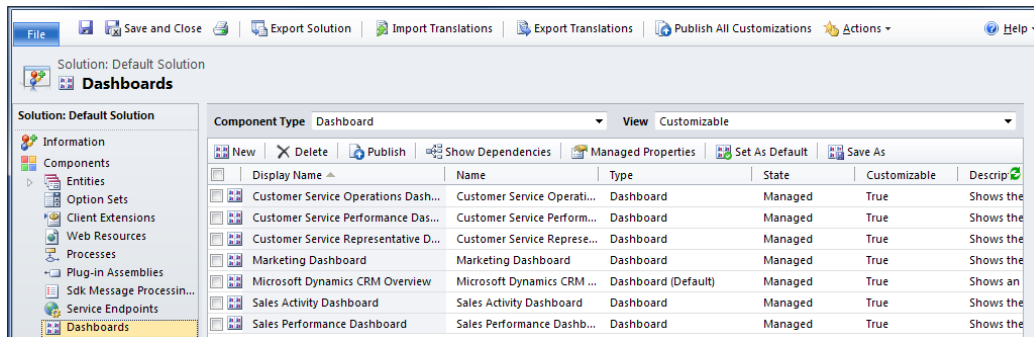 File Save and Close Export Solution Import Translations Export Translations Publish All Customizations Actions Help
Solution: Default Solution
Dashboards
Solution: Default Solution
Information
Components
Entities
Option Sets
Client Extensions
Web Resources
Processes
Plug-in Assemblies
Sdk Message Processin...
Service Endpoints
Dashboards
Component Type Dashboard View Customizable
New Delete Publish Show Dependencies Managed Properties Set As Default Save As
Display Name Name Type State Customizable Descrip
Customer Service Operations Dash... Customer Service Operati... Dashboard Managed True Shows the
Customer Service Performance Das... Customer Service Perform... Dashboard Managed True Shows the
Customer Service Representative D... Customer Service Represe... Dashboard Managed True Shows the
Marketing Dashboard Marketing Dashboard Dashboard Managed True Shows the
Microsoft Dynamics CRM Overview Microsoft Dynamics CRM ... Dashboard (Default) Managed True Shows an
Sales Activity Dashboard Sales Activity Dashboard Dashboard Managed True Shows the
Sales Performance Dashboard Sales Performance Dashb... Dashboard Managed True Shows the